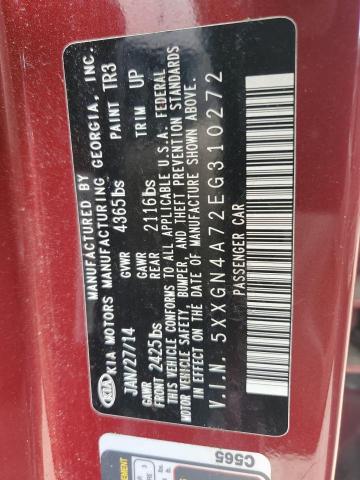 MANUFACTURED BY
KIA MOTORS MANUFACTURING GEORGIA, INC.
KIA
JAN/27/14 GVWR 4365lbs PAINT TR3
GAWR FRONT 2425lbs GAWR REAR 2116lbs TRIM UP
THIS VEHICLE CONFORMS TO ALL APPLICABLE U.S.A. FEDERAL
MOTOR VEHICLE SAFETY, BUMPER, AND THEFT PREVENTION STANDARDS
IN EFFECT ON THE DATE OF MANUFACTURE SHOWN ABOVE.
V.I.N 5XXGN4A72EG310272
PASSENGER CAR
C565